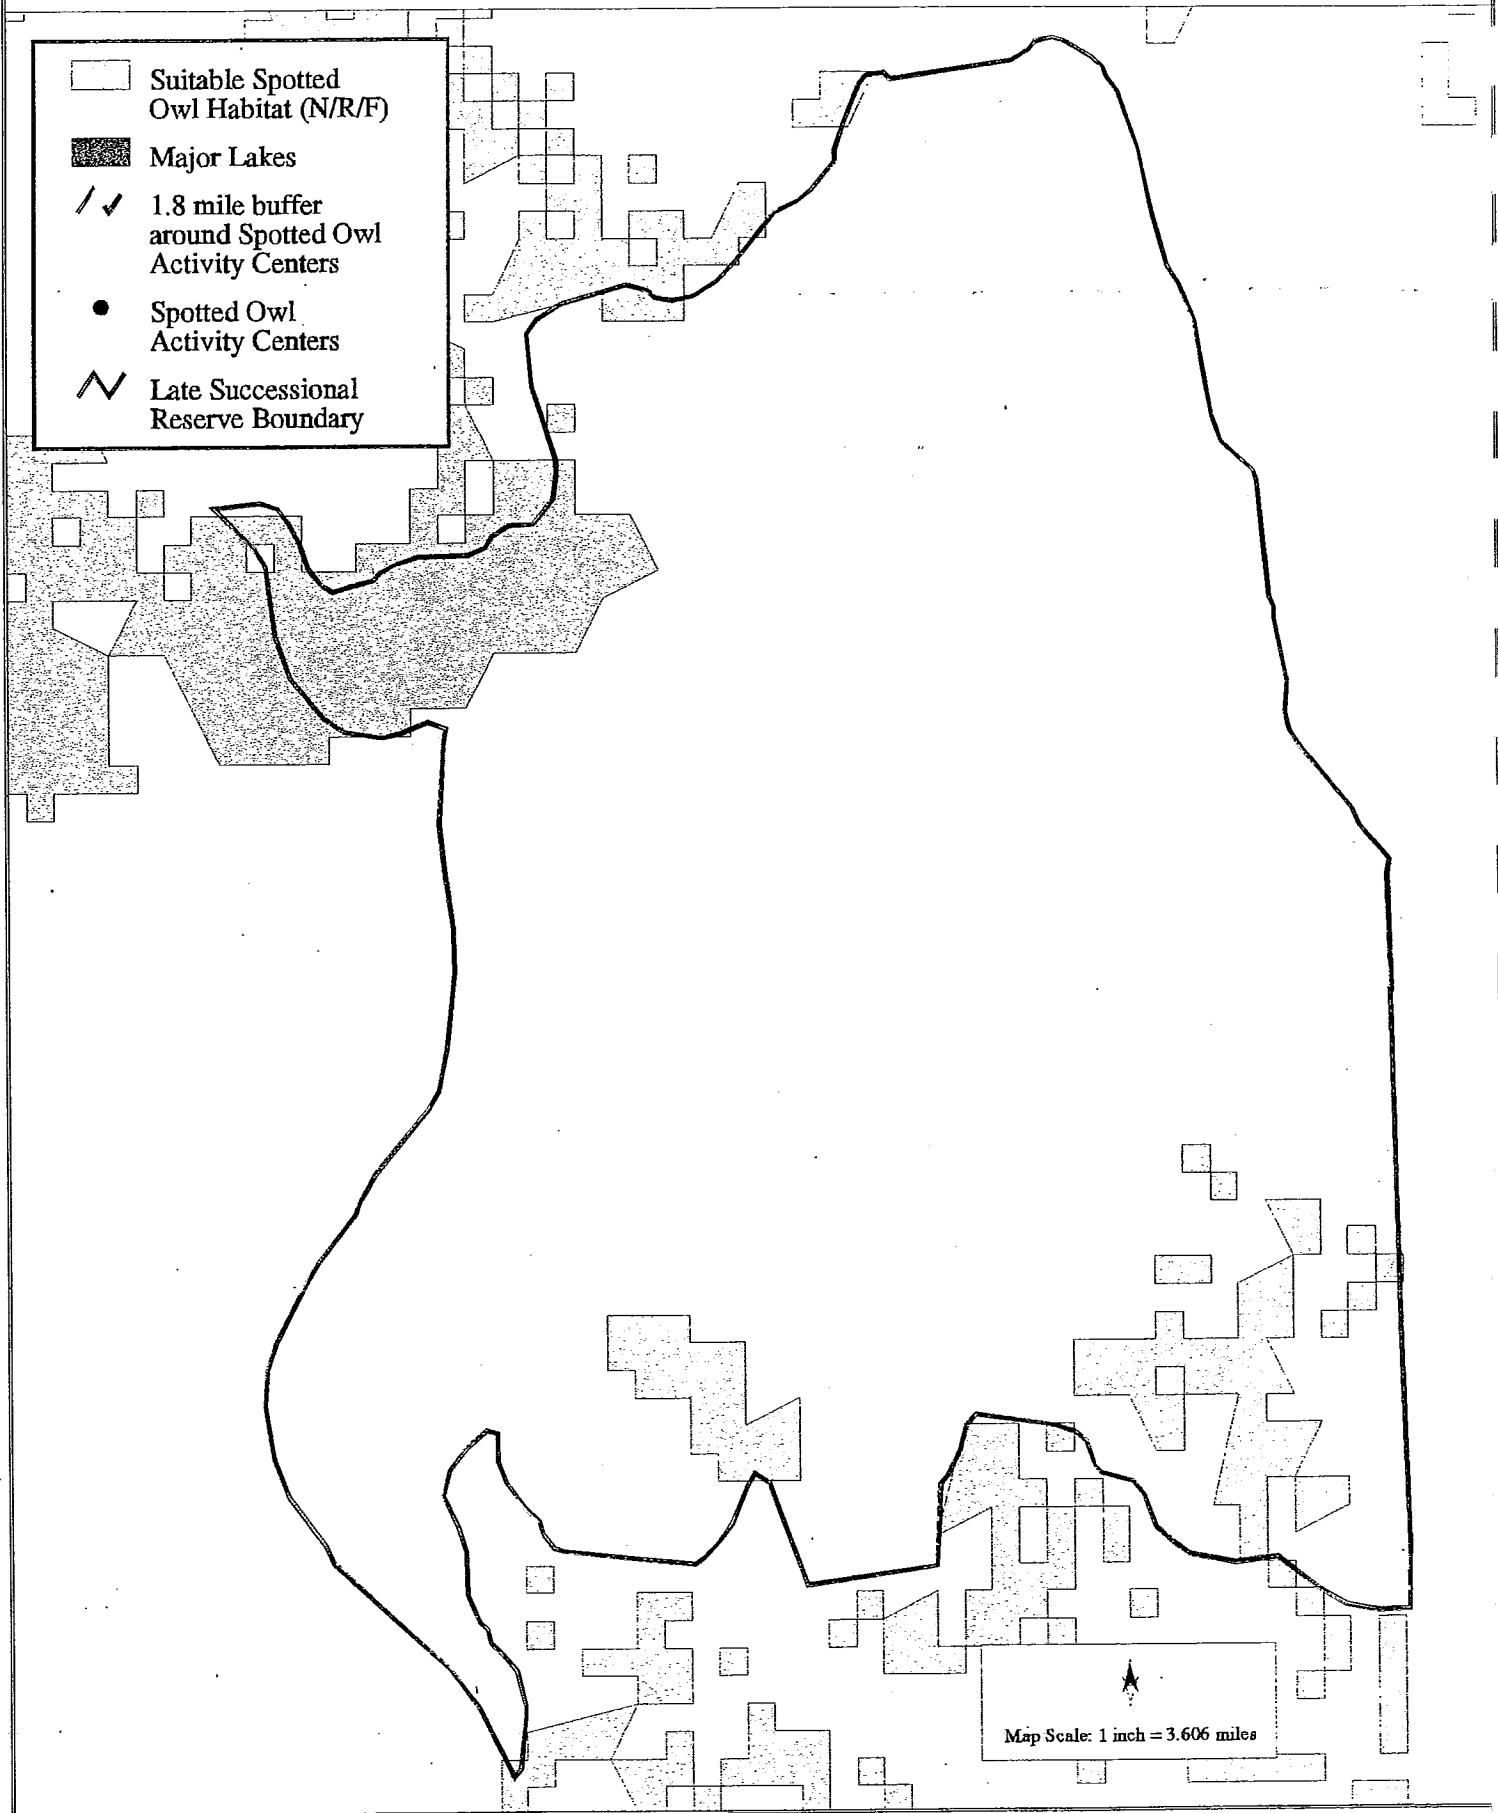 Suitable Spotted
Owl Habitat (N/R/F)
Major Lakes
1.8 mile buffer
around Spotted Owl
Activity Centers
Spotted Owl
Activity Centers
Late Successional
Reserve Boundary
Map Scale: 1 inch = 3.606 miles